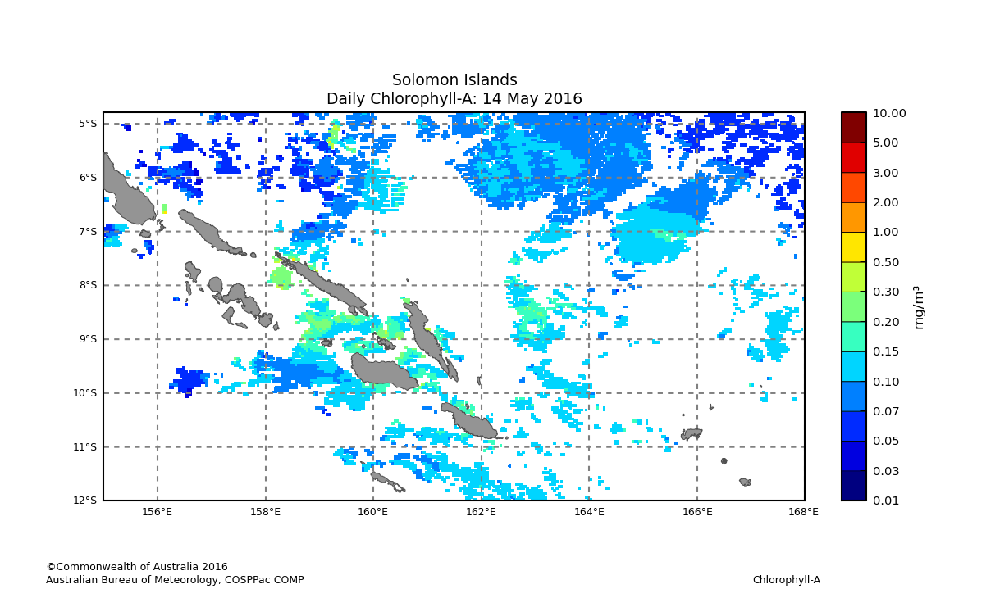 Solomon Islands
Daily Chlorophyll-A: 14 May 2016
5°S
6°S
7°S
8°S
9°S
10°S
11°S
12°S
156°E
158°E
160°E
162°E
164°E
166°E
168°E
10.00
5.00
3.00
2.00
1.00
0.50
0.30
0.20
0.15
0.10
0.07
0.05
0.03
0.01
mg/m³
©Commonwealth of Australia 2016
Australian Bureau of Meteorology, COSPPac COMP
Chlorophyll-A